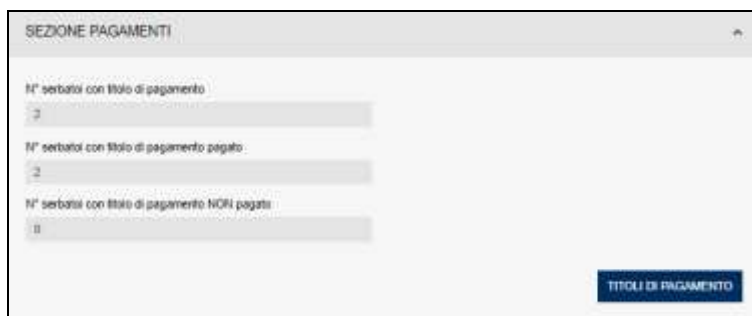 SEZIONE PAGAMENTI
N° serbatoi con titolo di pagamento
2
N° serbatoi con titolo di pagamento pagato
2
N° serbatoi con titolo di pagamento NON pagato
0
TITOLI DI PAGAMENTO